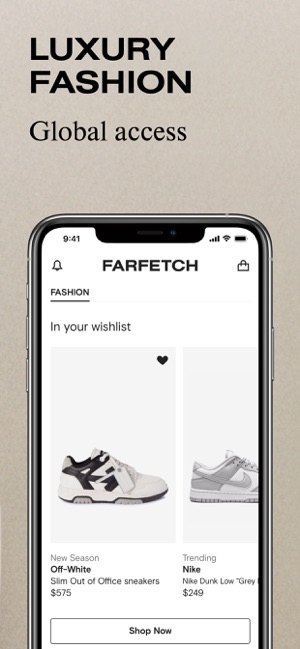 LUXURY
FASHION
Global access
9:41
FARFETCH
FASHION
In your wishlist
New Season
Off-White
Slim Out of Office sneakers
$575
Trending
Nike
Nike Dunk Low "Grey
$249
Shop Now